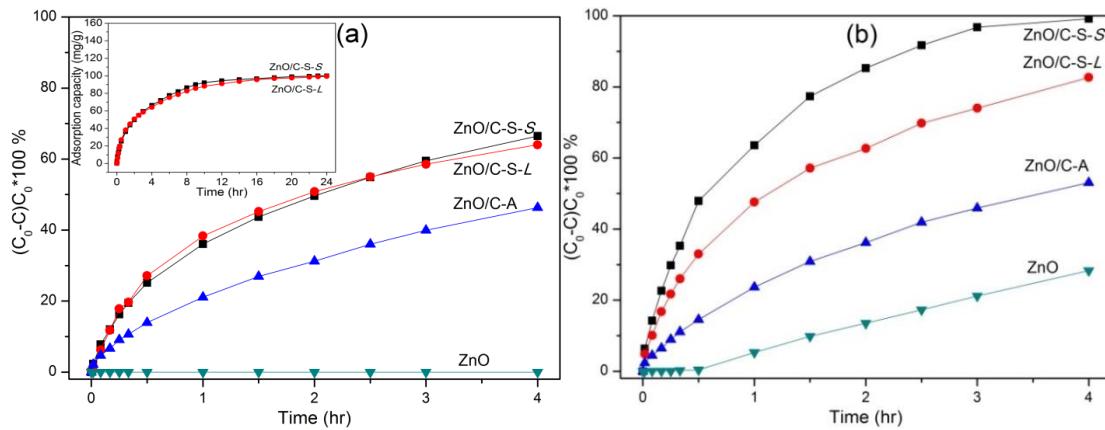 (a)
(C₀-C)C₀*100 %
100
80
60
40
20
0
0
1
2
3
4
Time (hr)
ZnO/C-S-S
ZnO/C-S-L
ZnO/C-A
ZnO
Adsorption capacity (mg/g)
160
140
120
100
80
60
40
20
0
0 4 8 12 16 20 24
Time (hr)
ZnO/C-S-S
ZnO/C-S-L
(b)
(C₀-C)C₀*100 %
100
80
60
40
20
0
0
1
2
3
4
Time (hr)
ZnO/C-S-S
ZnO/C-S-L
ZnO/C-A
ZnO